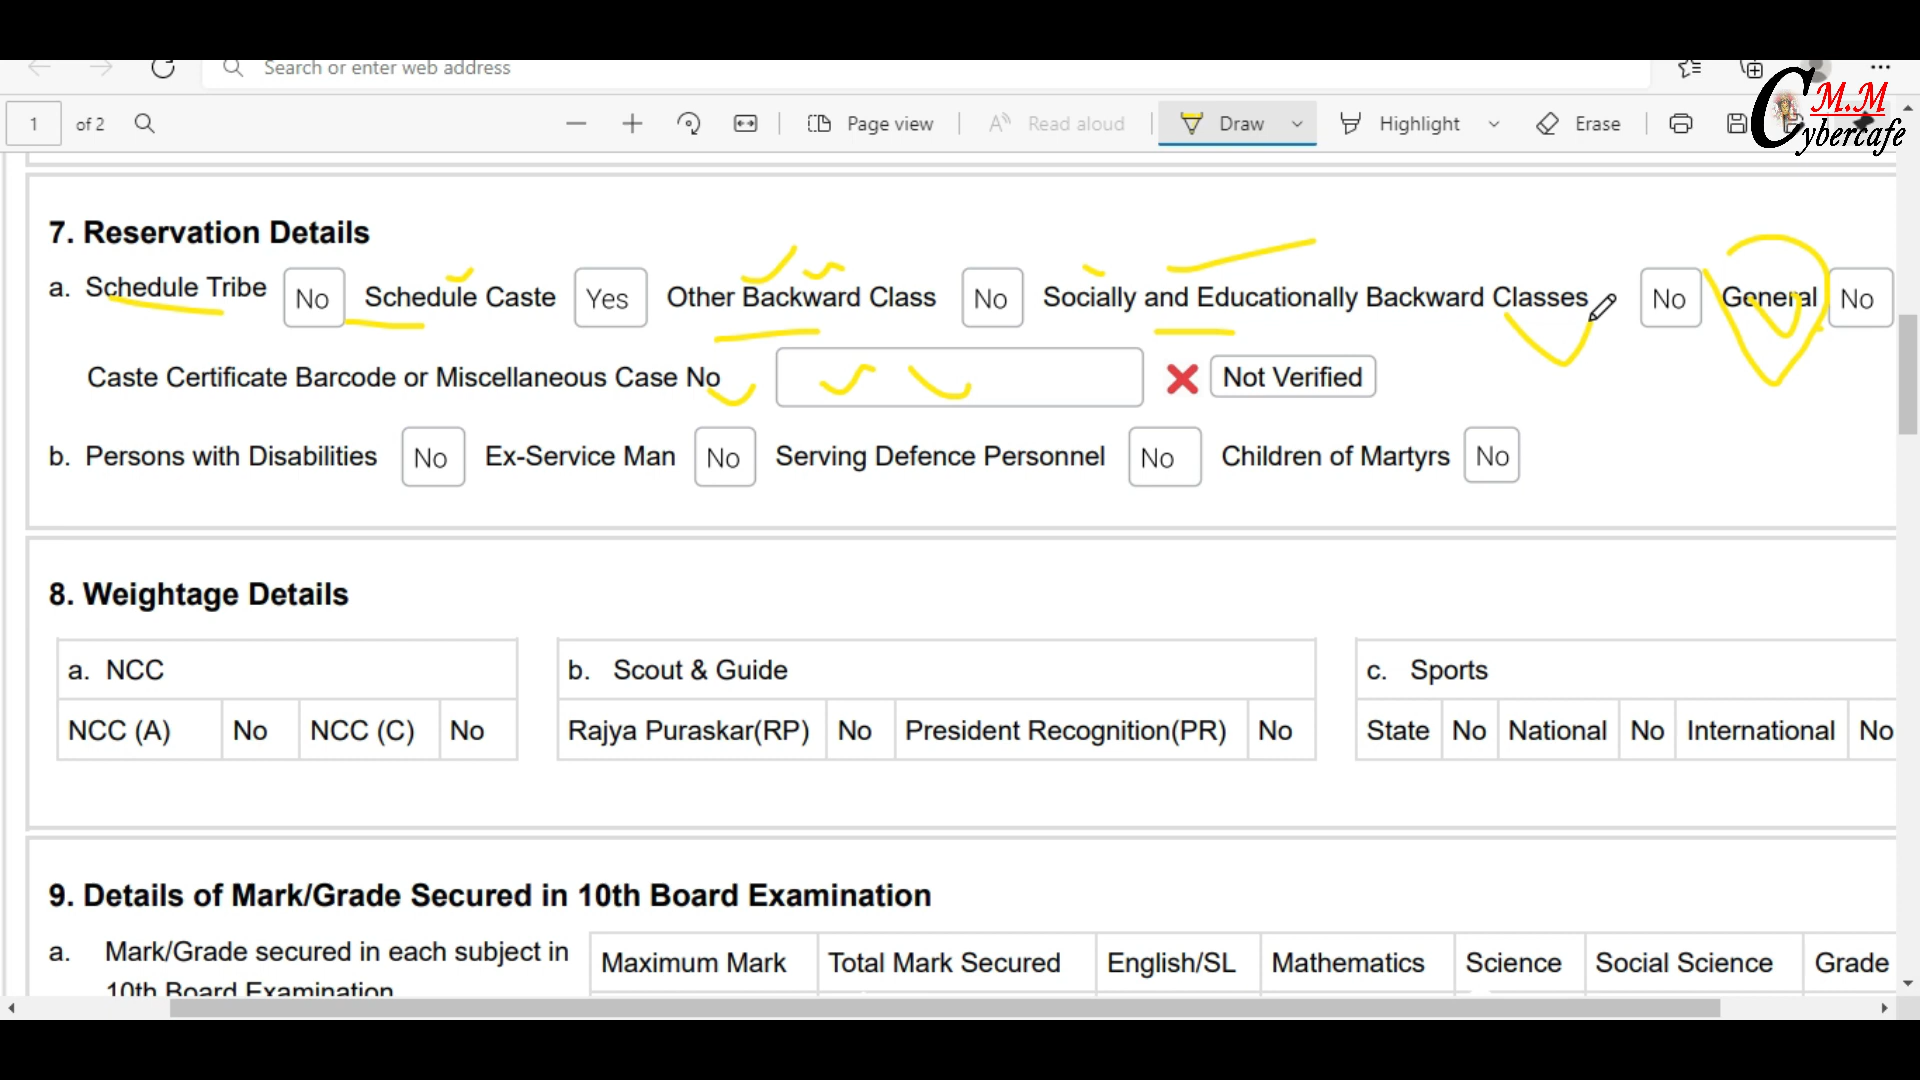 Search or enter web address
1 of 2 Page view Read aloud Draw Highlight Erase
M.M
Cybercafe
7. Reservation Details
a. Schedule Tribe No Schedule Caste Yes Other Backward Class No Socially and Educationally Backward Classes No General No
Caste Certificate Barcode or Miscellaneous Case No Not Verified
b. Persons with Disabilities No Ex-Service Man No Serving Defence Personnel No Children of Martyrs No
8. Weightage Details
a. NCC b. Scout & Guide c. Sports
NCC (A) No NCC (C) No Rajya Puraskar(RP) No President Recognition(PR) No State No National No International No
9. Details of Mark/Grade Secured in 10th Board Examination
a. Mark/Grade secured in each subject in Maximum Mark Total Mark Secured English/SL Mathematics Science Social Science Grade
10th Board Examination